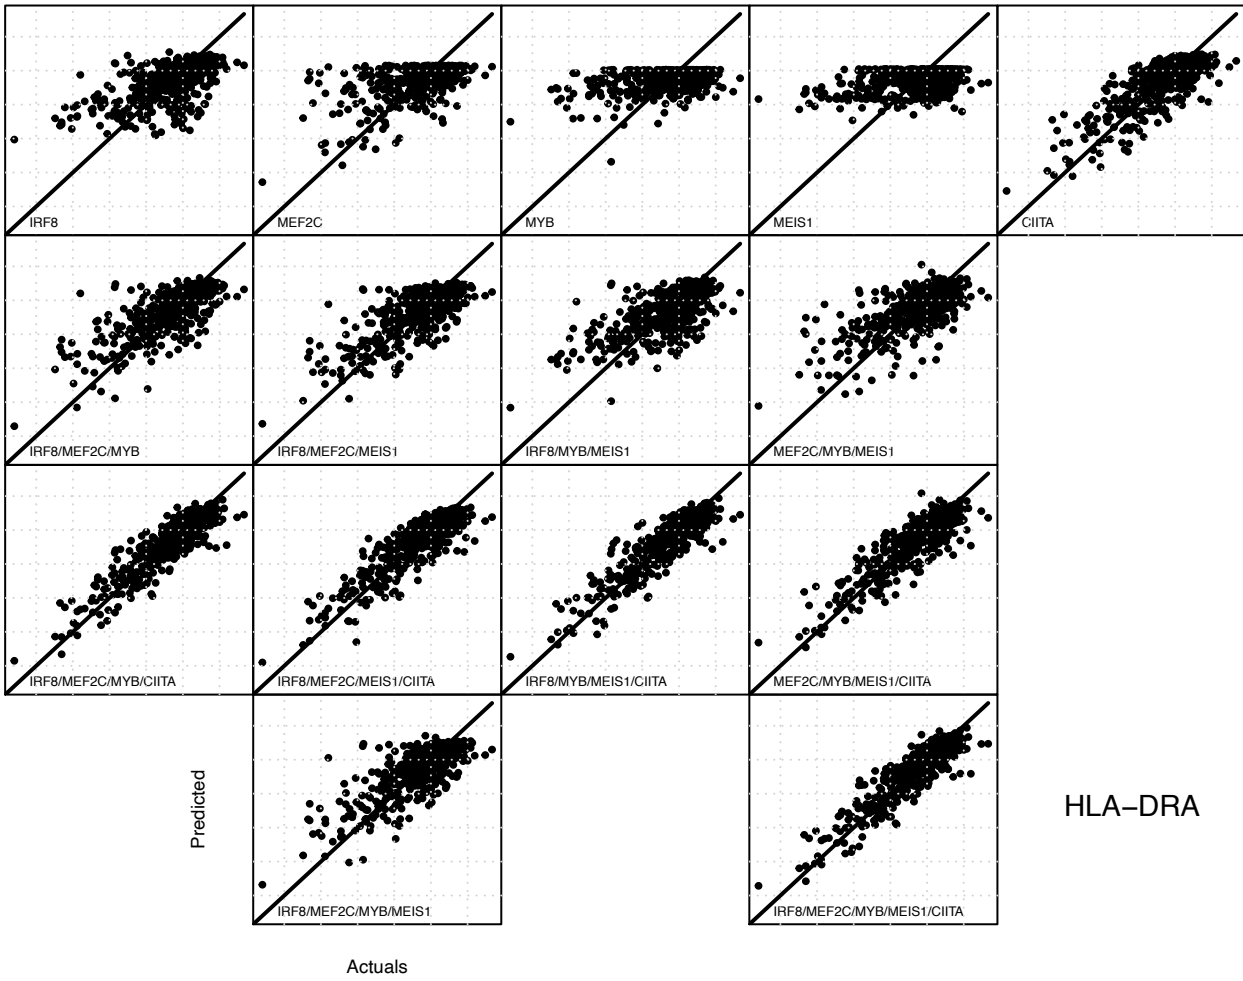 IRF8
MEF2C
MYB
MEIS1
CIITA
IRF8/MEF2C/MYB
IRF8/MEF2C/MEIS1
IRF8/MYB/MEIS1
MEF2C/MYB/MEIS1
IRF8/MEF2C/MYB/CIITA
IRF8/MEF2C/MEIS1/CIITA
IRF8/MYB/MEIS1/CIITA
MEF2C/MYB/MEIS1/CIITA
Predicted
HLA−DRA
IRF8/MEF2C/MYB/MEIS1
IRF8/MEF2C/MYB/MEIS1/CIITA
Actuals